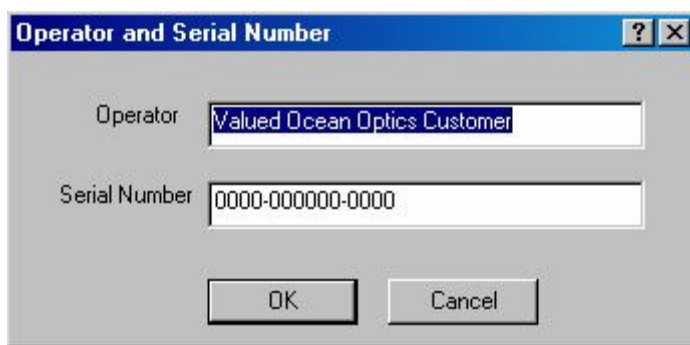 Operator and Serial Number
Operator Valued Ocean Optics Customer
Serial Number 0000-000000-0000
OK Cancel